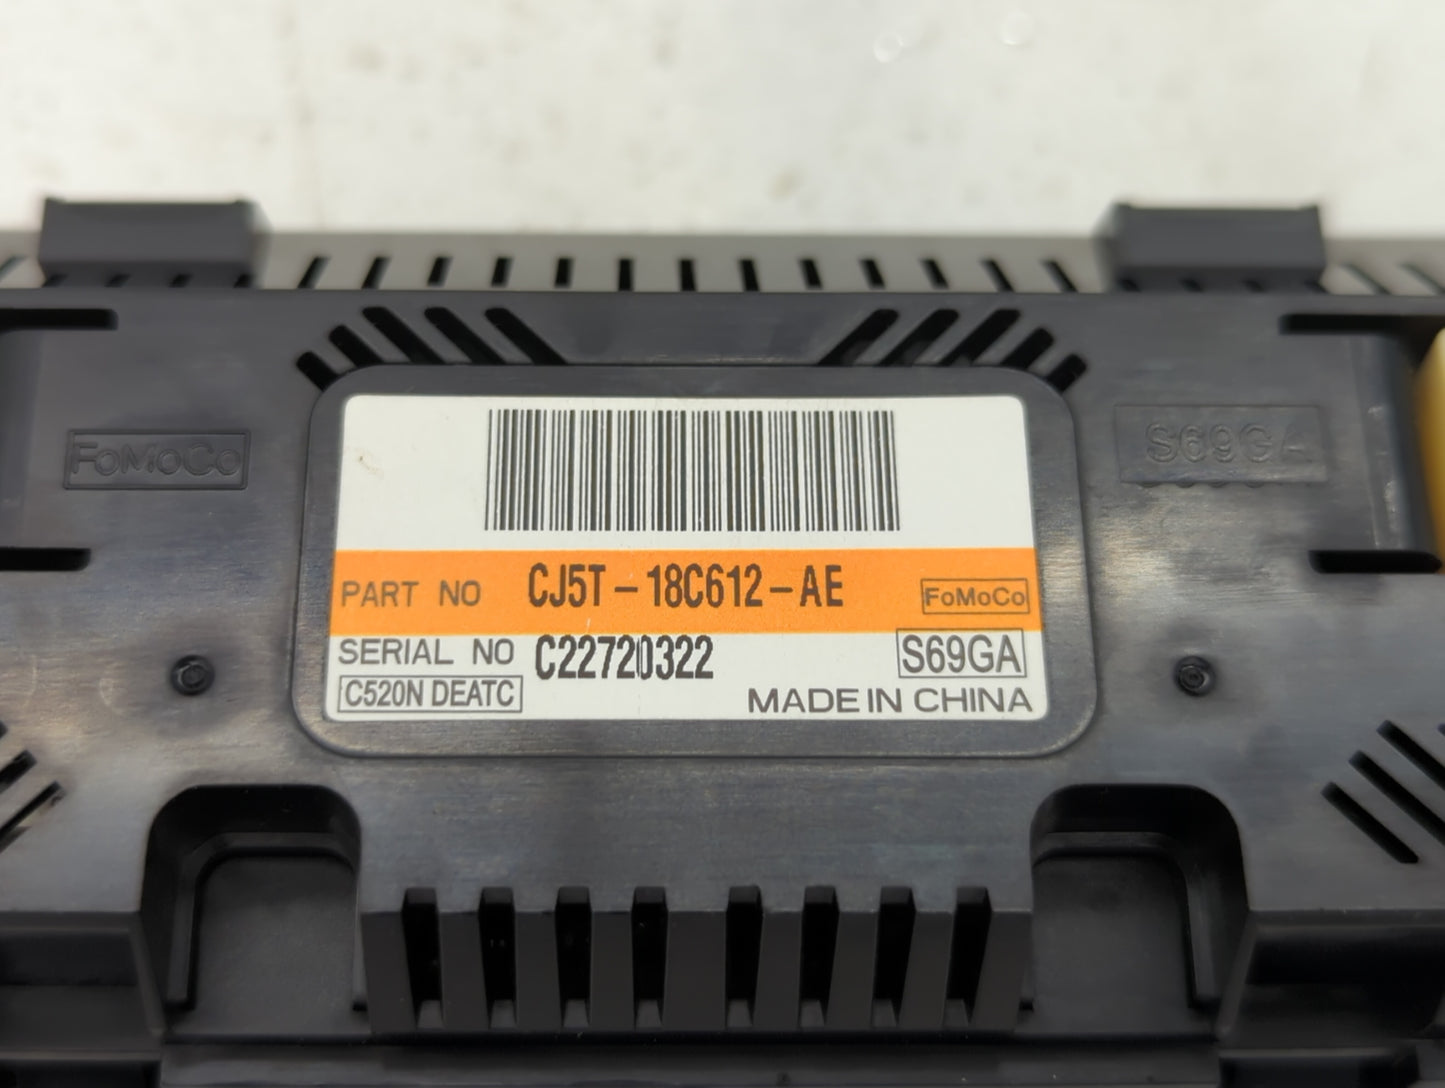 FoMoCo
S69GA
PART NO CJ5T-18C612-AE FoMoCo
SERIAL NO C22720322 S69GA
C520N DEATC MADE IN CHINA